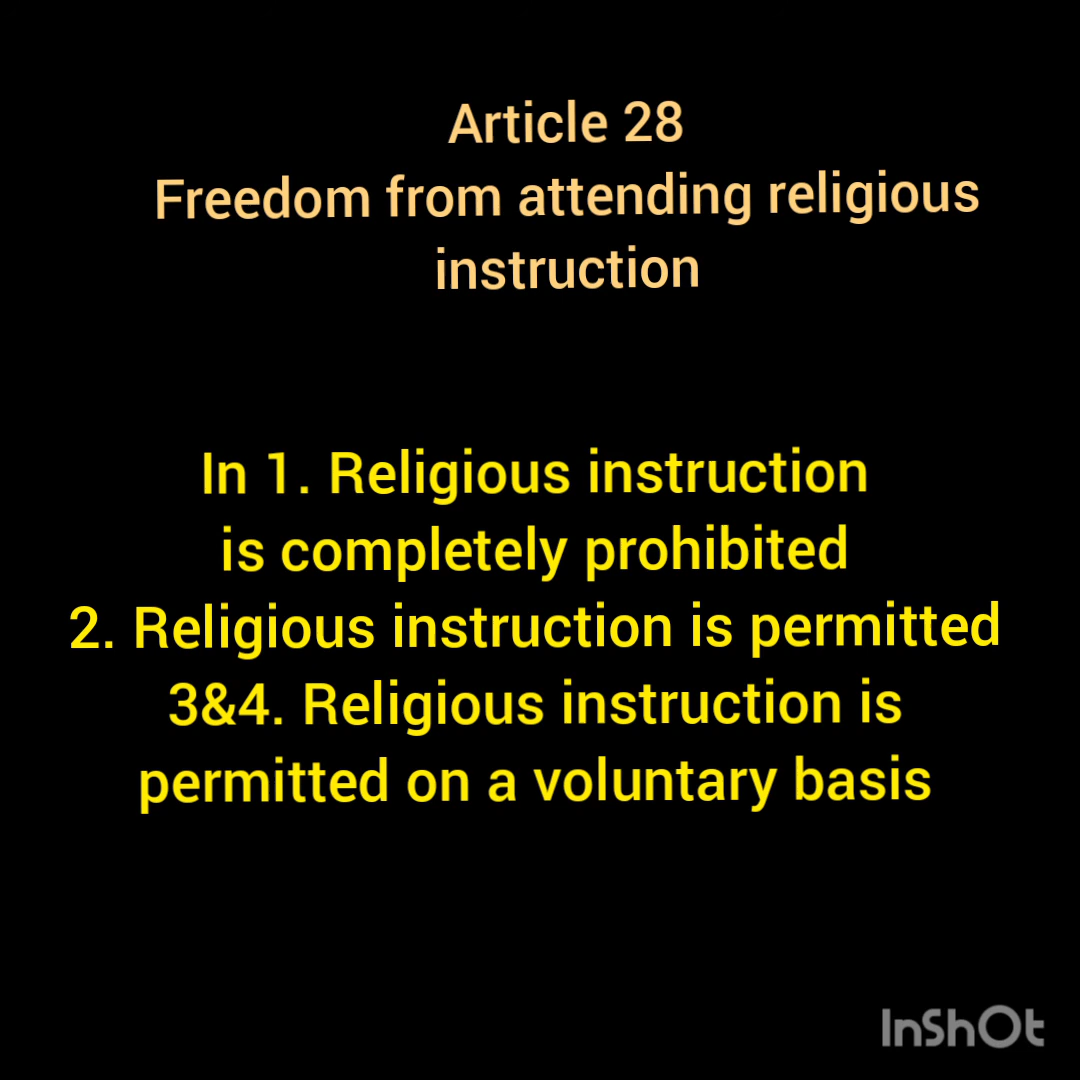 Article 28
Freedom from attending religious
instruction
In 1. Religious instruction
is completely prohibited
2. Religious instruction is permitted
3&4. Religious instruction is
permitted on a voluntary basis
InShOt